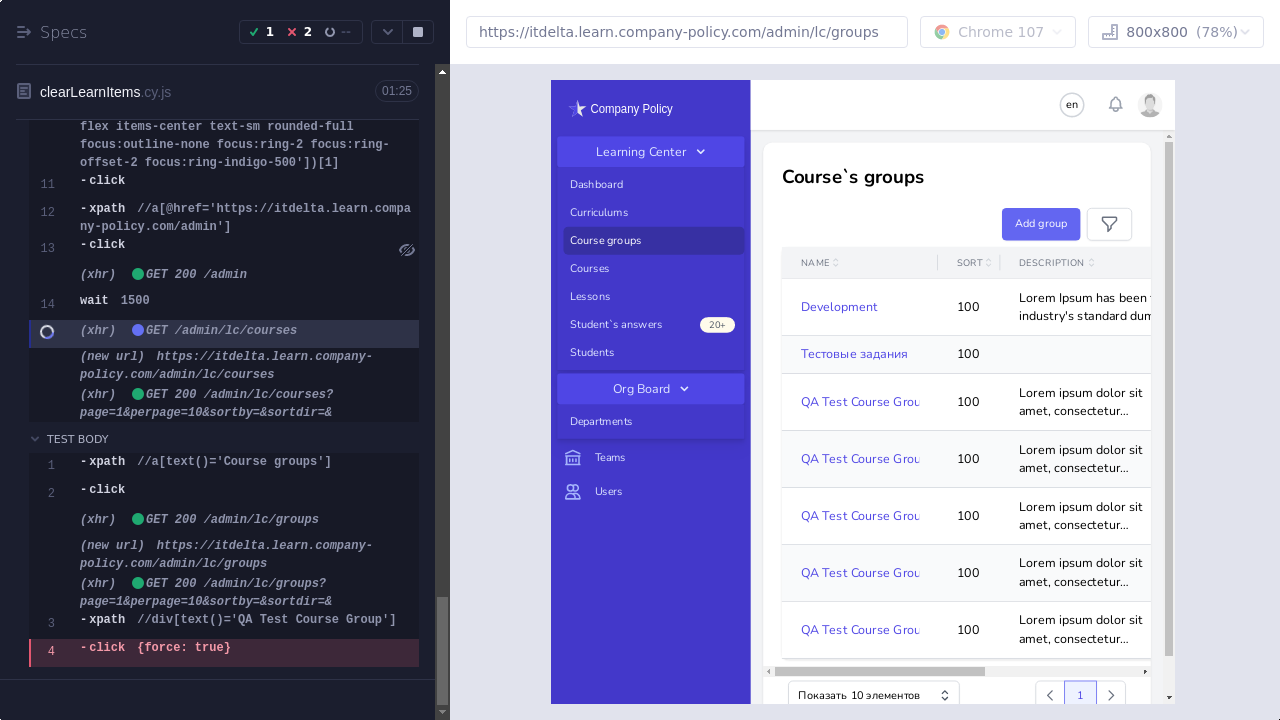 Specs
1
2
--
clearLearnItems.cy.js
01:25
flex items-center text-sm rounded-full
focus:outline-none focus:ring-2 focus:ring-
offset-2 focus:ring-indigo-500'])[1]
11 -click
12 -xpath //a[@href='https://itdelta.learn.compa
ny-policy.com/admin']
13 -click
(xhr) GET 200 /admin
14 wait 1500
(xhr) GET /admin/lc/courses
(new url) https://itdelta.learn.company-
policy.com/admin/lc/courses
(xhr) GET 200 /admin/lc/courses?
page=1&perpage=10&sortby=&sortdir=&
TEST BODY
1 -xpath //a[text()='Course groups']
2 -click
(xhr) GET 200 /admin/lc/groups
(new url) https://itdelta.learn.company-
policy.com/admin/lc/groups
(xhr) GET 200 /admin/lc/groups?
page=1&perpage=10&sortby=&sortdir=&
3 -xpath //div[text()='QA Test Course Group']
4 -click {force: true}
https://itdelta.learn.company-policy.com/admin/lc/groups
Chrome 107
800x800 (78%)
Company Policy
en
Learning Center
Dashboard
Curriculums
Course groups
Courses
Lessons
Student`s answers 20+
Students
Org Board
Departments
Teams
Users
Course`s groups
Add group
NAME SORT DESCRIPTION
Development 100 Lorem Ipsum has been
industry's standard dum
Тестовые задания 100
QA Test Course Grou 100 Lorem ipsum dolor sit
amet, consectetur...
QA Test Course Grou 100 Lorem ipsum dolor sit
amet, consectetur...
QA Test Course Grou 100 Lorem ipsum dolor sit
amet, consectetur...
QA Test Course Grou 100 Lorem ipsum dolor sit
amet, consectetur...
QA Test Course Grou 100 Lorem ipsum dolor sit
amet, consectetur...
Показать 10 элементов
1